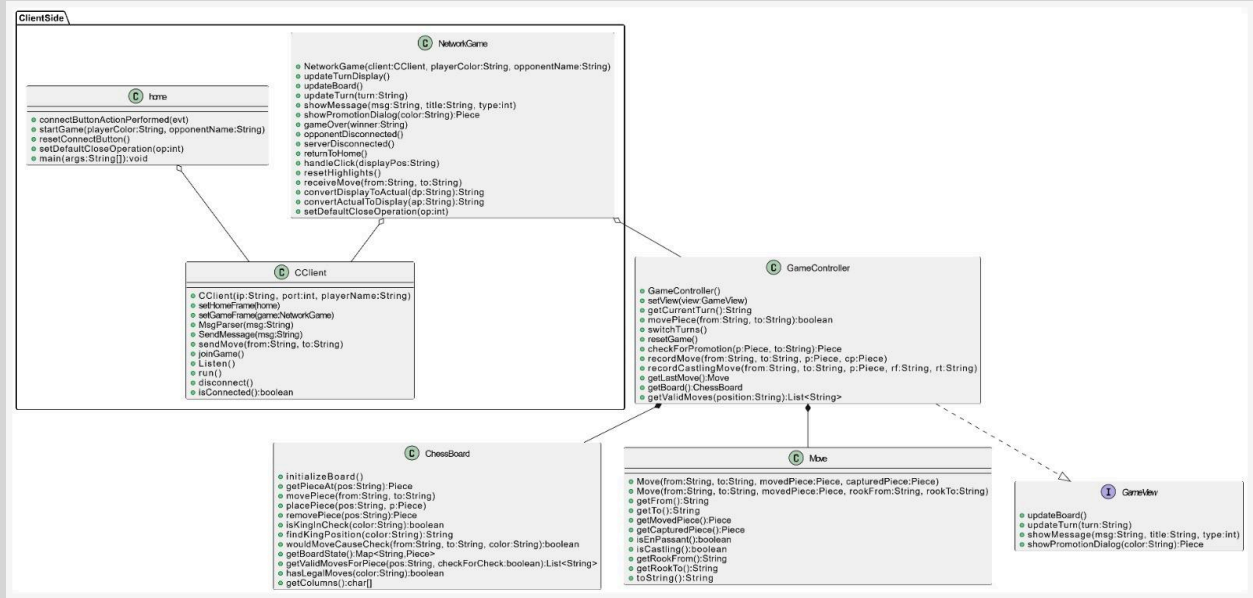 ClientSide
C NetworkGame
NetworkGame(client:CClient, playerColor:String, opponentName:String)
updateTurnDisplay()
updateBoard()
updateTurn(turn:String)
showMessage(msg:String, title:String, type:int)
showPromotionDialog(color:String):Piece
gameOver(winner:String)
opponentDisconnected()
serverDisconnected()
returnToHome()
handleClick(displayPos:String)
resetHighlights()
receiveMove(from:String, to:String)
convertDisplayToActual(dp:String):String
convertActualToDisplay(ap:String):String
setDefaultCloseOperation(op:int)
C home
connectButtonActionPerformed(evt)
startGame(playerColor:String, opponentName:String)
resetConnectButton()
setDefaultCloseOperation(op:int)
main(args:String[]):void
C CClient
CClient(ip:String, port:int, playerName:String)
setHomeFrame(home)
setGameFrame(game:NetworkGame)
MsgParser(msg:String)
SendMessage(msg:String)
sendMove(from:String, to:String)
joinGame()
Listen()
run()
disconnect()
isConnected():boolean
C GameController
GameController()
setView(view:GameView)
getCurrentTurn():String
movePiece(from:String, to:String):boolean
switchTurns()
resetGame()
checkForPromotion(p:Piece, to:String):Piece
recordMove(from:String, to:String, p:Piece, cp:Piece)
recordCastlingMove(from:String, to:String, p:Piece, rf:String, rt:String)
getLastMove():Move
getBoard():ChessBoard
getValidMoves(position:String):List<String>
C ChessBoard
initializeBoard()
getPieceAt(pos:String):Piece
movePiece(from:String, to:String)
placePiece(pos:String, p:Piece)
removePiece(pos:String):Piece
isKingInCheck(color:String):boolean
findKingPosition(color:String):String
wouldMoveCauseCheck(from:String, to:String, color:String):boolean
getBoardState():Map<String,Piece>
getValidMovesForPiece(pos:String, checkForCheck:boolean):List<String>
hasLegalMoves(color:String):boolean
getColumns():char[]
C Move
Move(from:String, to:String, movedPiece:Piece, capturedPiece:Piece)
Move(from:String, to:String, movedPiece:Piece, rookFrom:String, rookTo:String)
getFrom():String
getTo():String
getMovedPiece():Piece
getCapturedPiece():Piece
isEnPassant():boolean
isCastling():boolean
getRookFrom():String
getRookTo():String
toString():String
I GameView
updateBoard()
updateTurn(turn:String)
showMessage(msg:String, title:String, type:int)
showPromotionDialog(color:String):Piece